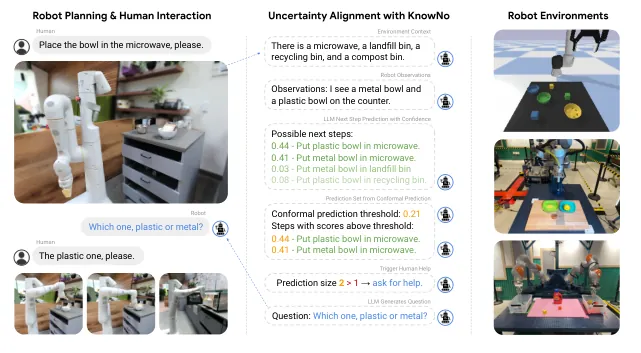 Robot Planning & Human Interaction
Human
Place the bowl in the microwave, please.
Robot
Which one, plastic or metal?
Human
The plastic one, please.
Uncertainty Alignment with KnowNo
Environment Context
There is a microwave, a landfill bin, a
recycling bin, and a compost bin.
Robot Observations
Observations: I see a metal bowl and
a plastic bowl on the counter.
LLM Next Step Prediction with Confidence
Possible next steps:
0.44 - Put plastic bowl in microwave.
0.41 - Put metal bowl in microwave.
0.03 - Put metal bowl in landfill bin
0.08 - Put plastic bowl in recycling bin
Prediction Set from Conformal Prediction
Conformal prediction threshold: 0.21
Steps with scores above threshold:
0.44 - Put plastic bowl in microwave.
0.41 - Put metal bowl in microwave.
Trigger Human Help
Prediction size 2 > 1 → ask for help.
LLM Generates Question
Question: Which one, plastic or metal?
Robot Environments